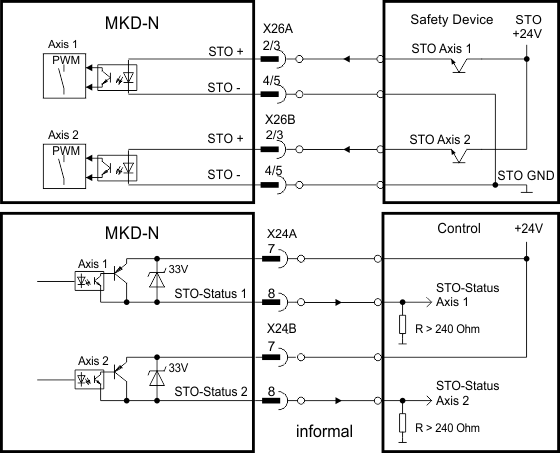 MKD-N
X26A
Safety Device
STO
+24V
Axis 1
PWM
STO +
2/3
STO Axis 1
STO -
4/5
X26B
Axis 2
PWM
STO +
2/3
STO Axis 2
STO -
4/5
STO GND
MKD-N
X24A
Control
+24V
7
Axis 1
33V
STO-Status 1
8
STO-Status
Axis 1
R > 240 Ohm
X24B
7
Axis 2
33V
STO-Status 2
8
STO-Status
Axis 2
R > 240 Ohm
informal